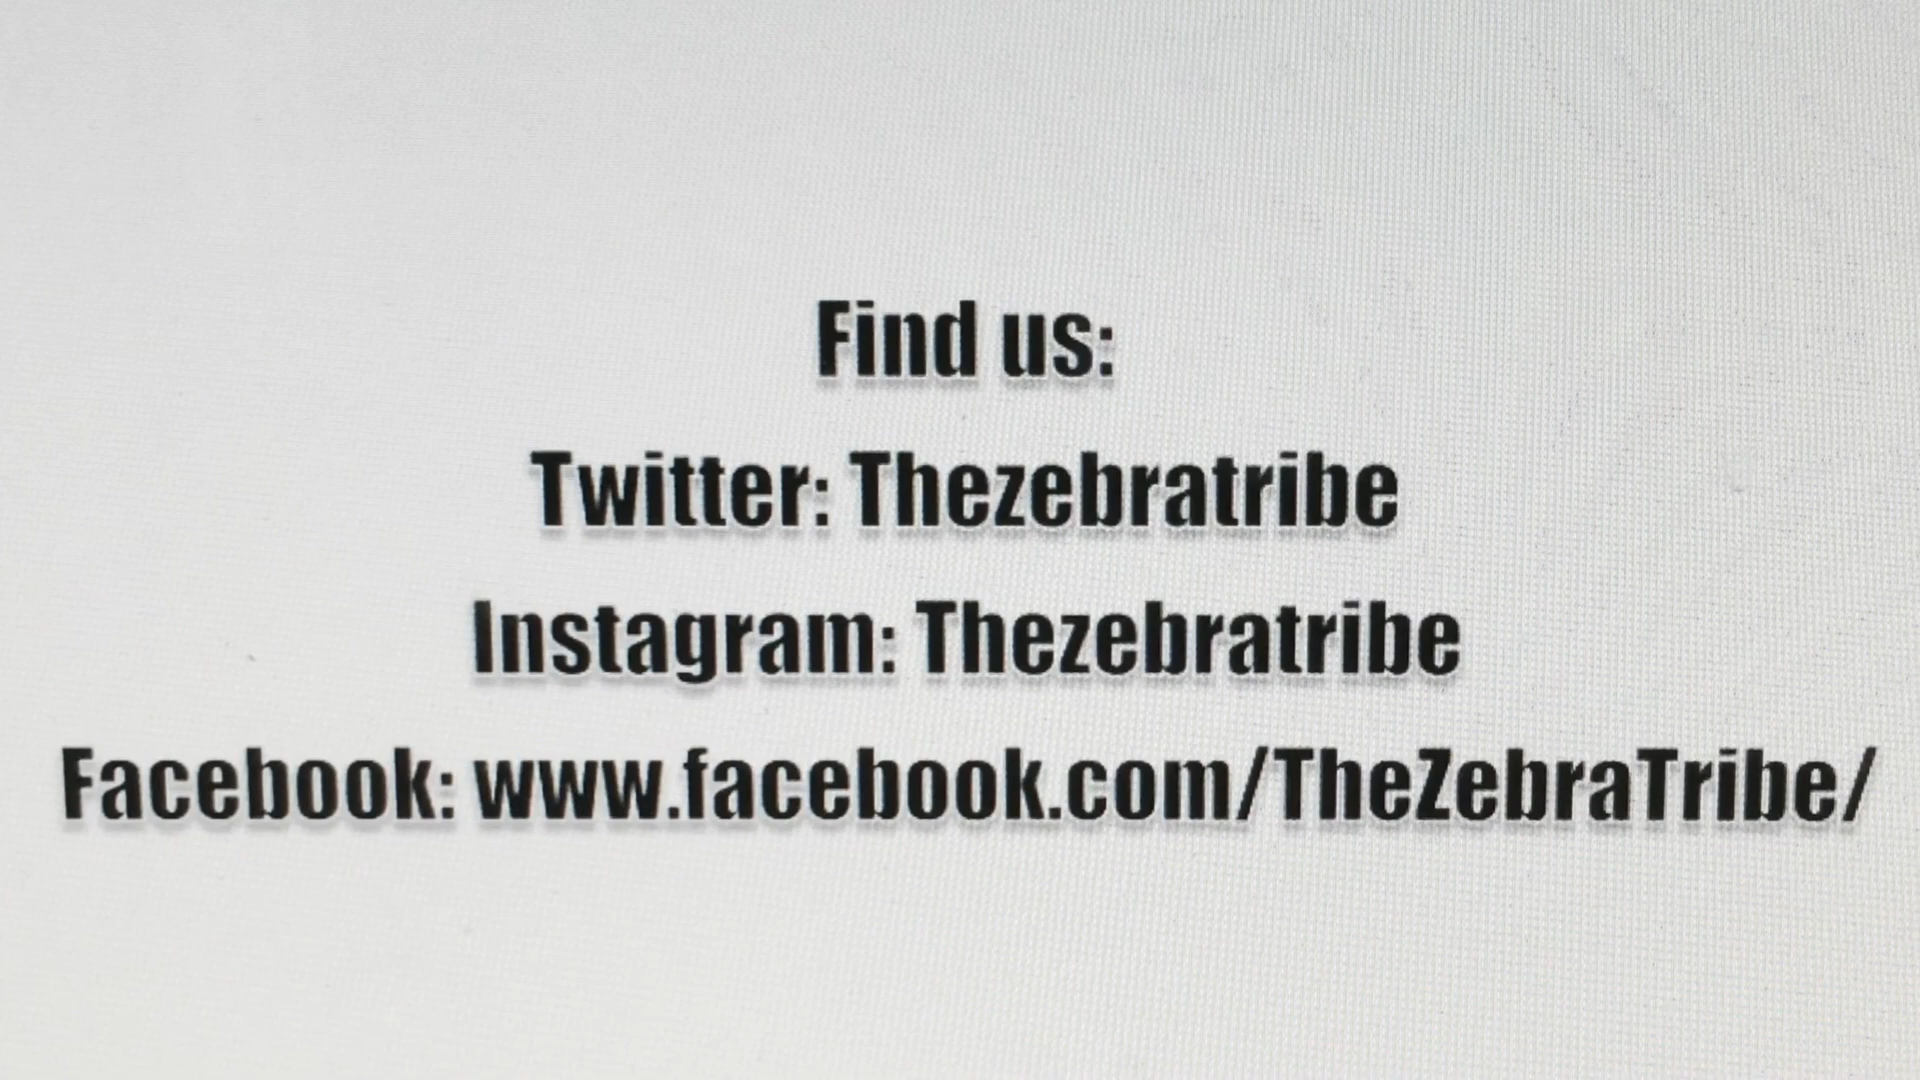 Find us:
Twitter: Thezebratribe
Instagram: Thezebratribe
Facebook: www.facebook.com/TheZebraTribe/